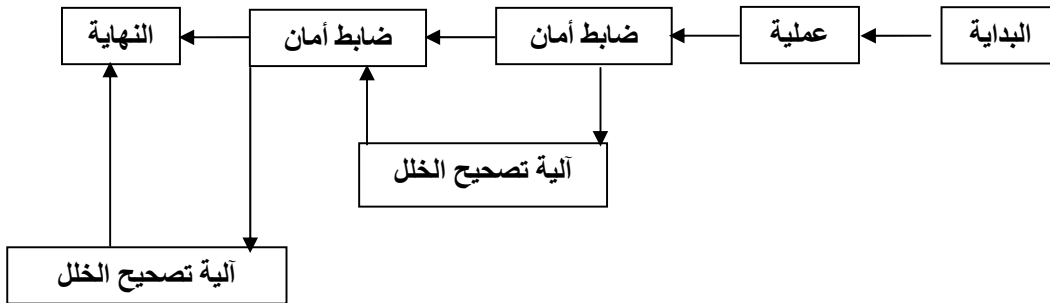 البداية
عملية
ضابط أمان
ضابط أمان
النهاية
آلية تصحيح الخلل
آلية تصحيح الخلل